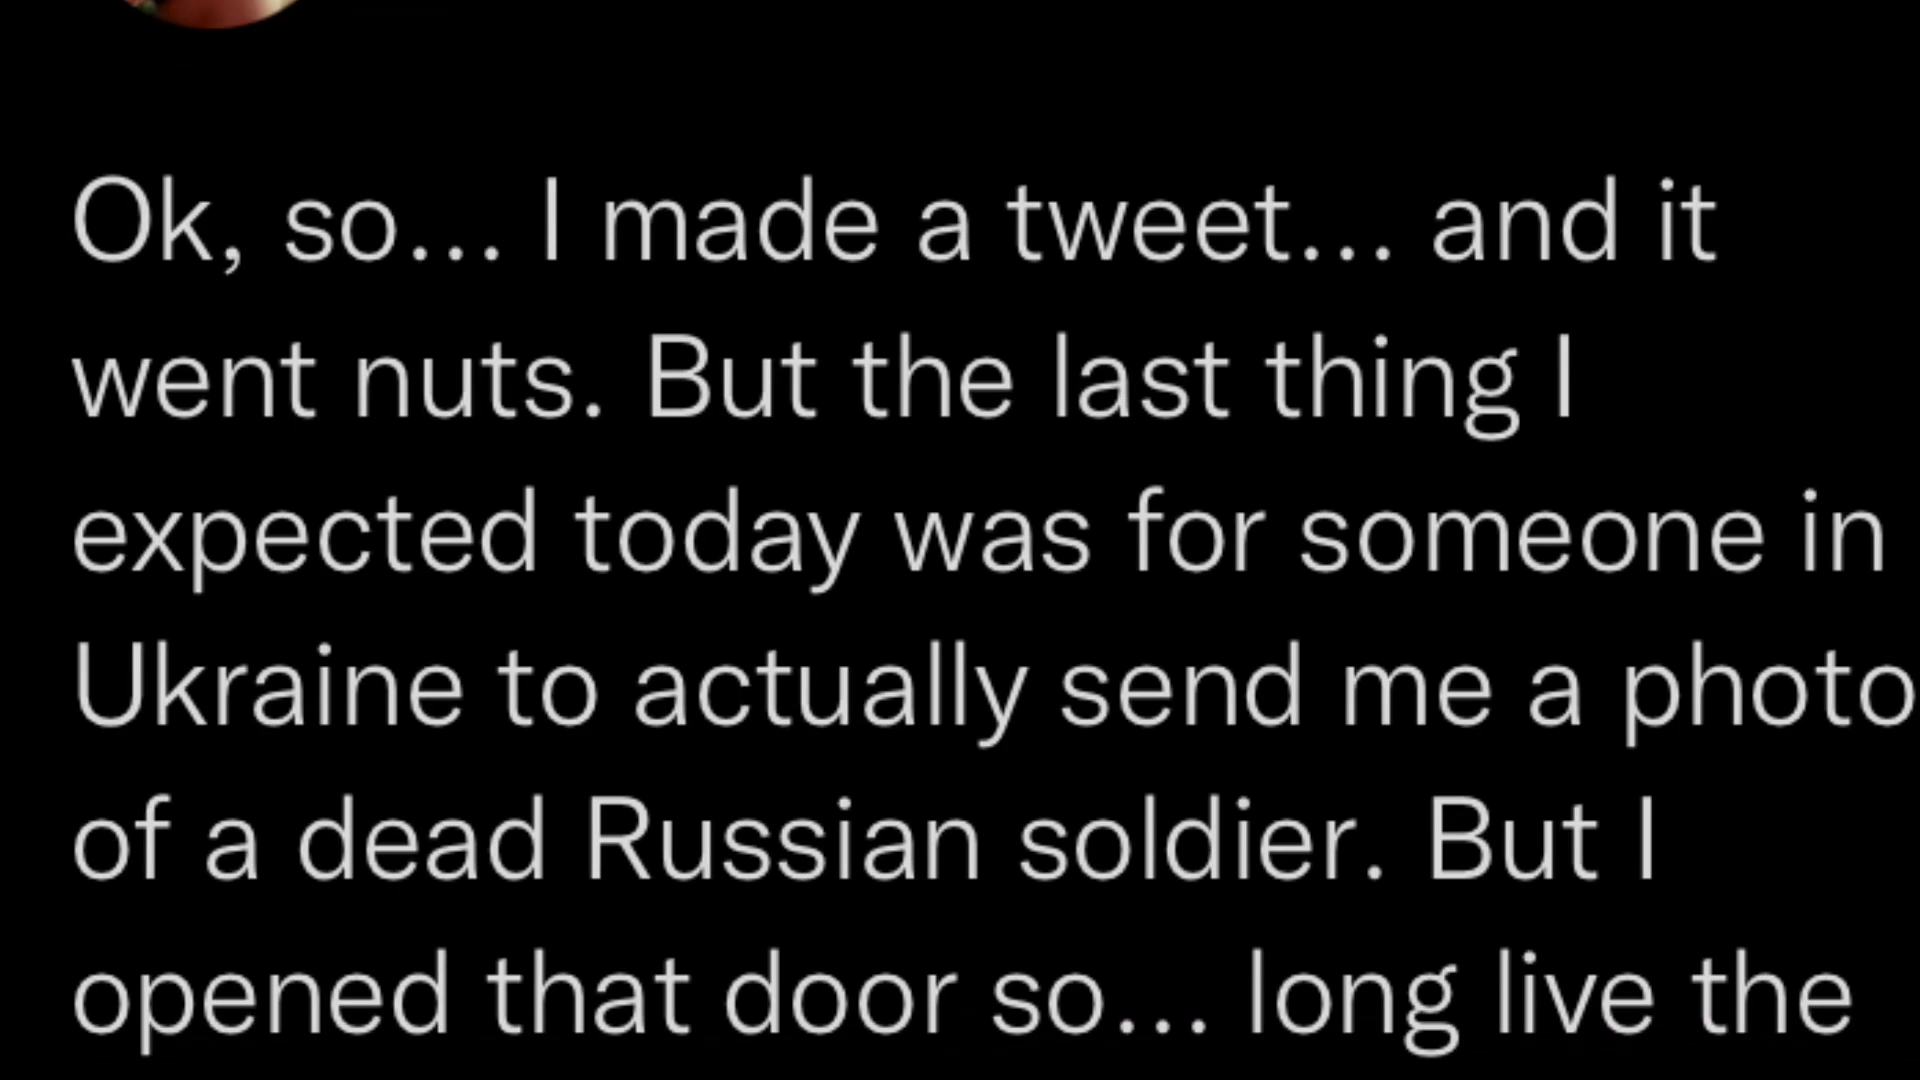 Ok, so... I made a tweet... and it
went nuts. But the last thing I
expected today was for someone in
Ukraine to actually send me a photo
of a dead Russian soldier. But I
opened that door so... long live the